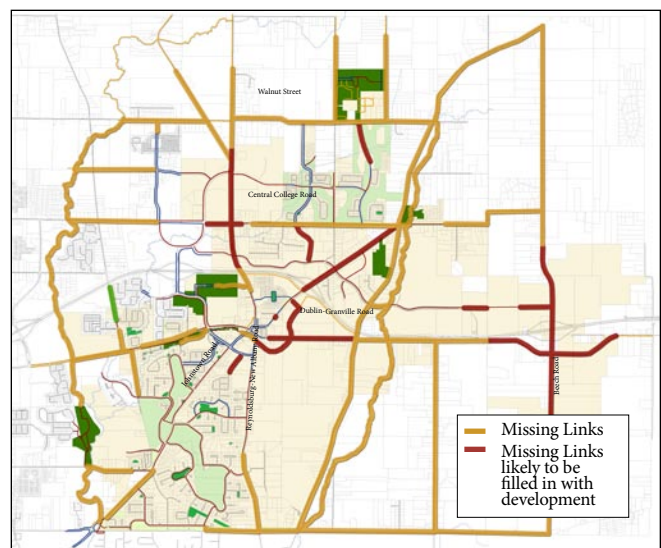 Walnut Street
Central College Road
Dublin-Granville Road
Johnstown Road
Reynoldsburg-New Albany Road
Beech Road
Missing Links
Missing Links
likely to be
filled in with
development